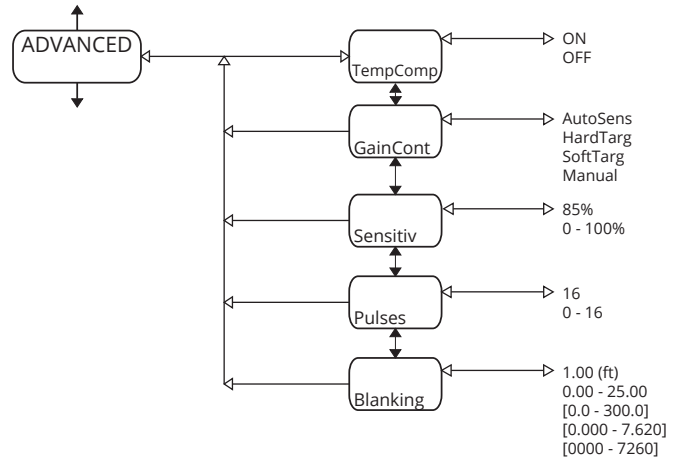 ADVANCED
TempComp
ON
OFF
GainCont
AutoSens
HardTarg
SoftTarg
Manual
Sensitiv
85%
0 - 100%
Pulses
16
0 - 16
Blanking
1.00 (ft)
0.00 - 25.00
[0.0 - 300.0]
[0.000 - 7.620]
[0000 - 7260]